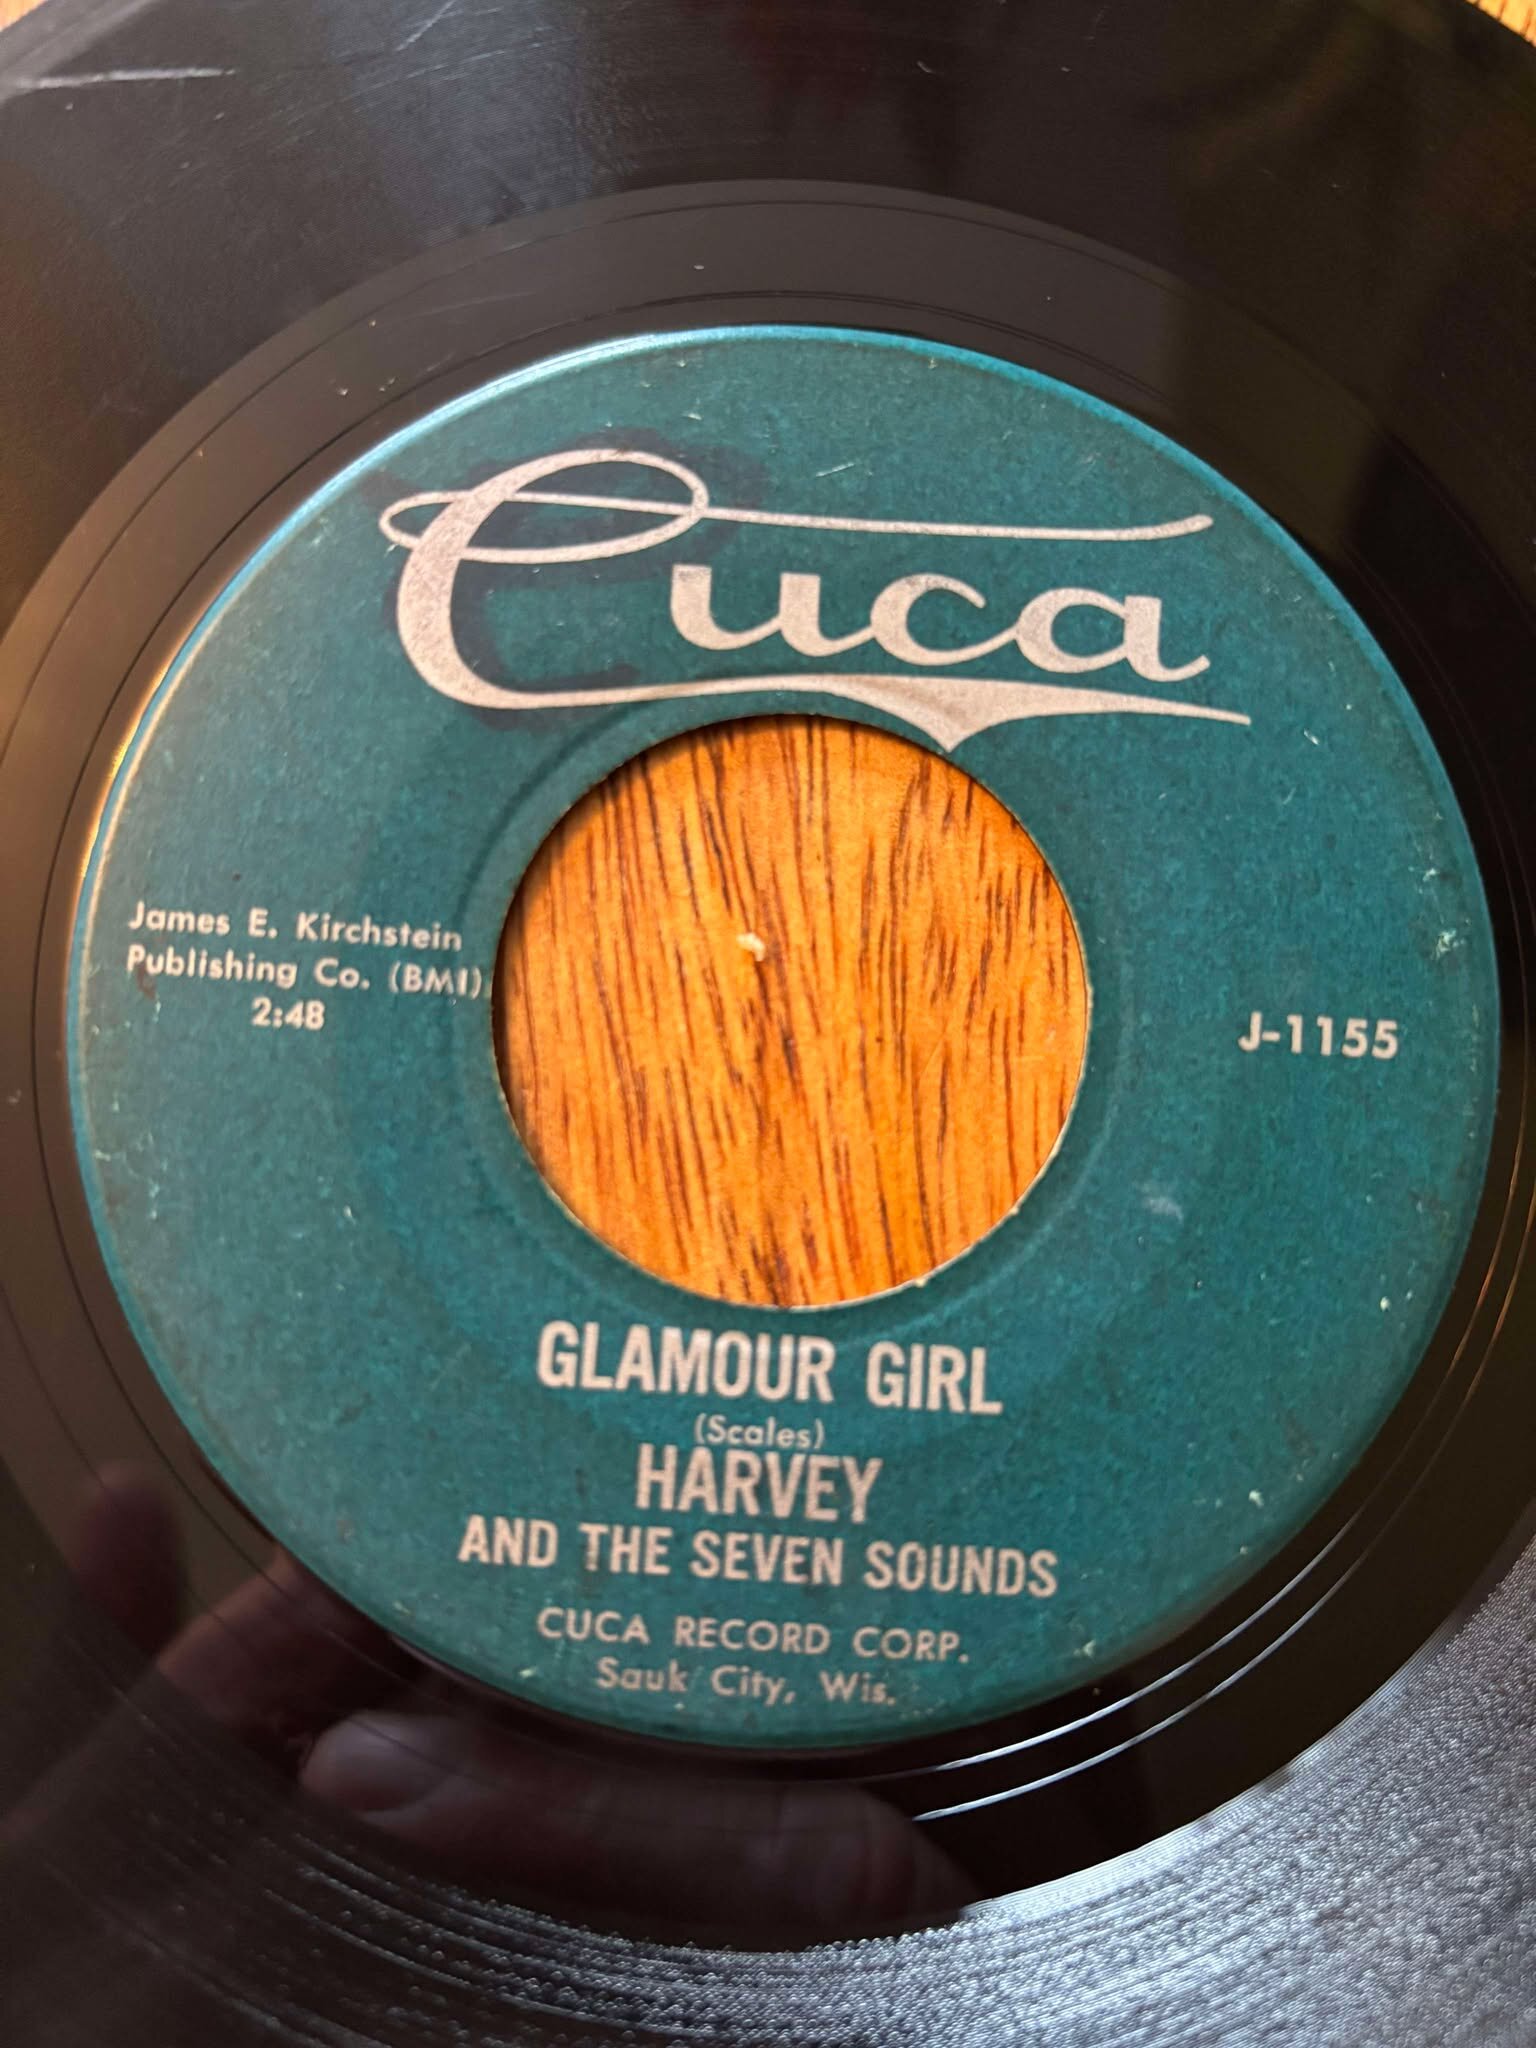 Cuca
James E. Kirchstein
Publishing Co. (BMI)
2:48
J-1155
GLAMOUR GIRL
(Scales)
HARVEY
AND THE SEVEN SOUNDS
CUCA RECORD CORP.
Sauk City, Wis.